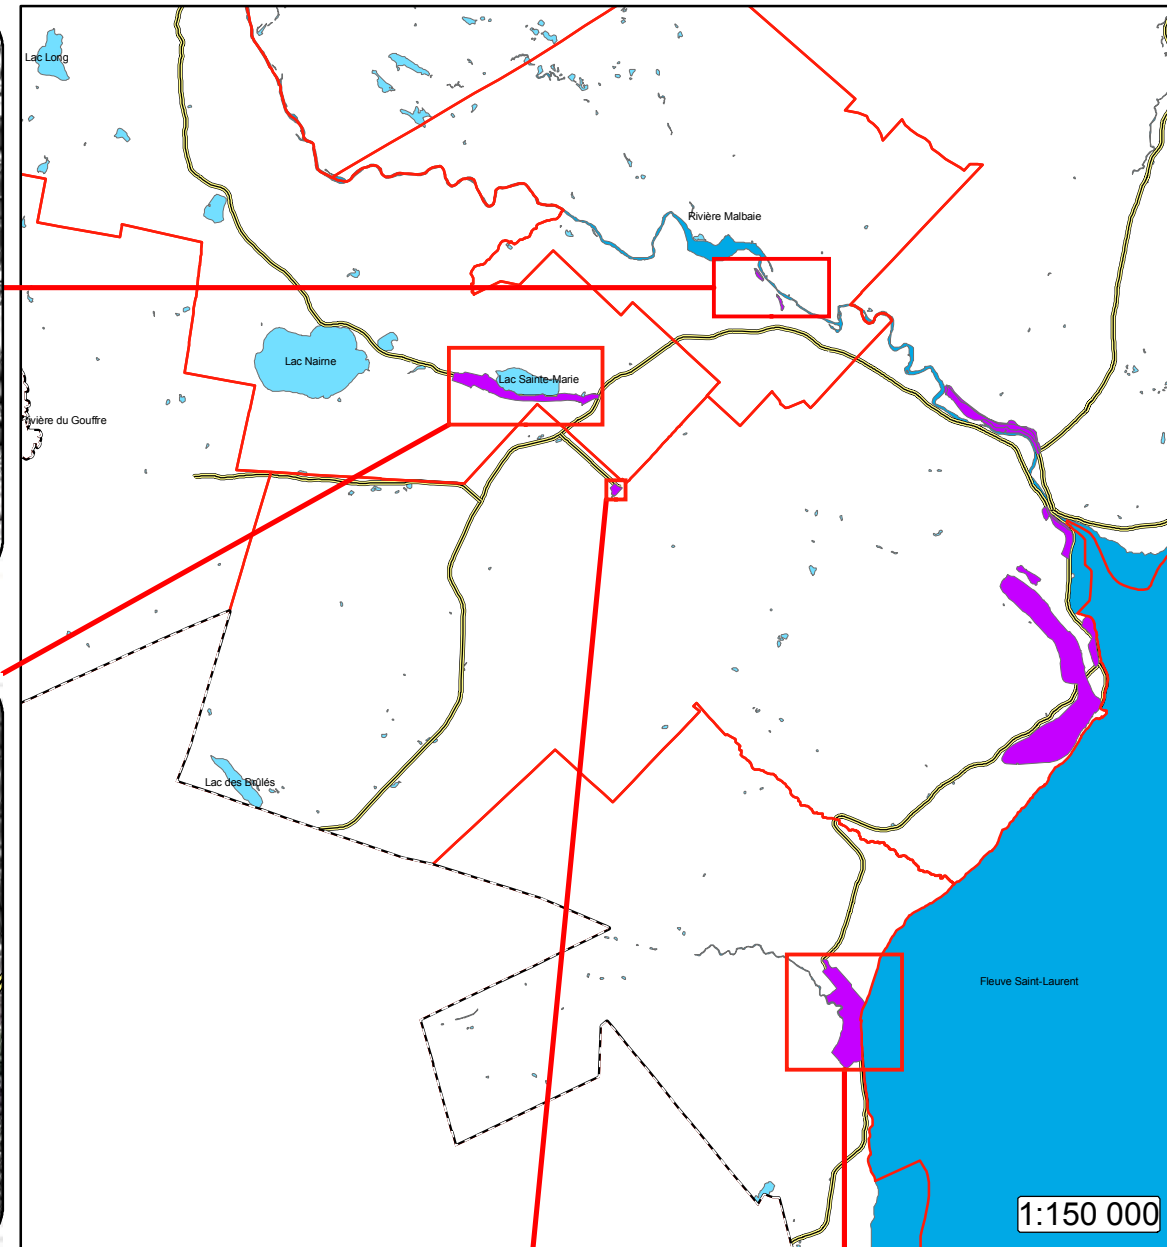 Lac Long
Rivière Malbaie
Lac Nairne
Lac Sainte-Marie
ivière du Gouffre
Lac des Brûlés
Fleuve Saint-Laurent
1:150 000